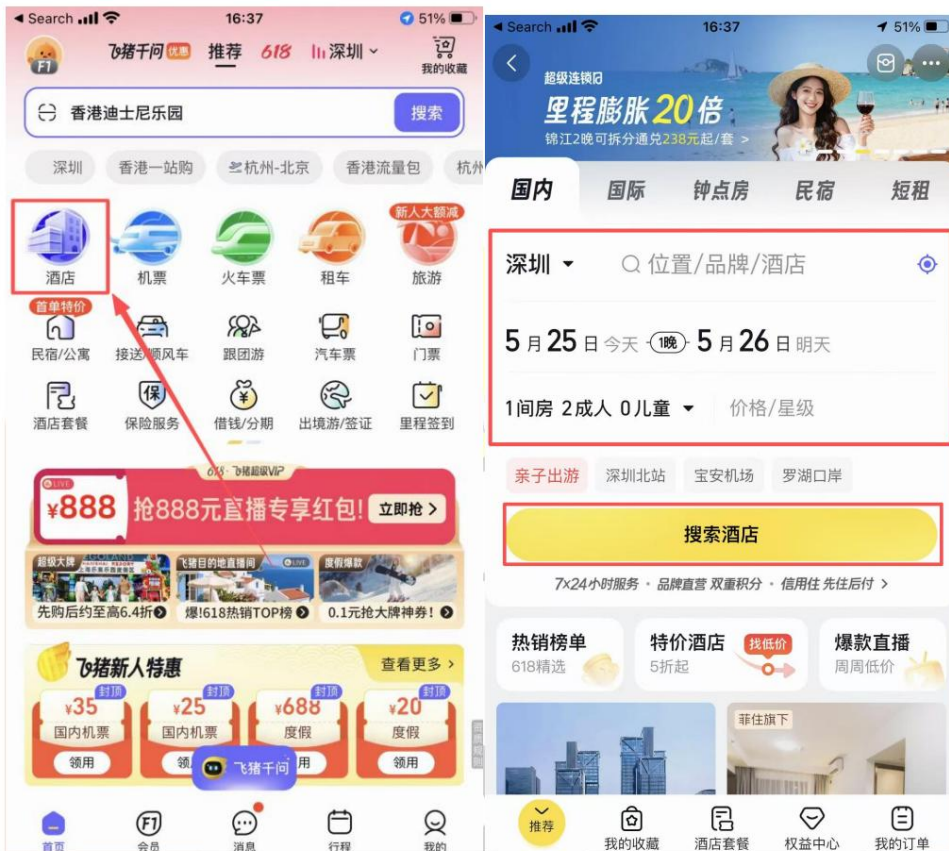 Search
16:37
51%
F1
飞猪千问 优惠
推荐
618
深圳
我的收藏
香港迪士尼乐园
搜索
深圳
香港一站购
杭州-北京
香港流量包
新人大额减
酒店
机票
火车票
租车
旅游
首单特价
民宿/公寓
接送/顺风车
跟团游
汽车票
门票
保
酒店套餐
保险服务
借钱/分期
出境游/签证
里程签到
618·飞猪超级VIP
LIVE
¥888
抢888元直播专享红包!
立即抢 >
超级大牌
飞猪目的地直播间
LIVE
度假爆款
先购后约至高6.4折
爆!618热销TOP榜
0.1元抢大牌神券!
飞猪新人特惠
查看更多 >
封顶
封顶
封顶
封顶
¥35
¥25
¥688
¥20
国内机票
国内机票
度假
度假
领用
领用
飞猪千问
首页
F1
会员
消息
行程
我的
Search
16:37
51%
超级连锁日
里程膨胀20倍
锦江2晚可拆分通兑238元起/套 >
国内
国际
钟点房
民宿
短租
深圳
位置/品牌/酒店
5月25日 今天
1晚
5月26日 明天
1间房 2成人 0儿童
价格/星级
亲子出游
深圳北站
宝安机场
罗湖口岸
搜索酒店
7x24小时服务 · 品牌直营 双重积分 · 信用住 先住后付 >
热销榜单
618精选
特价酒店
找低价
5折起
爆款直播
周周低价
菲住旗下
推荐
我的收藏
酒店套餐
权益中心
我的订单